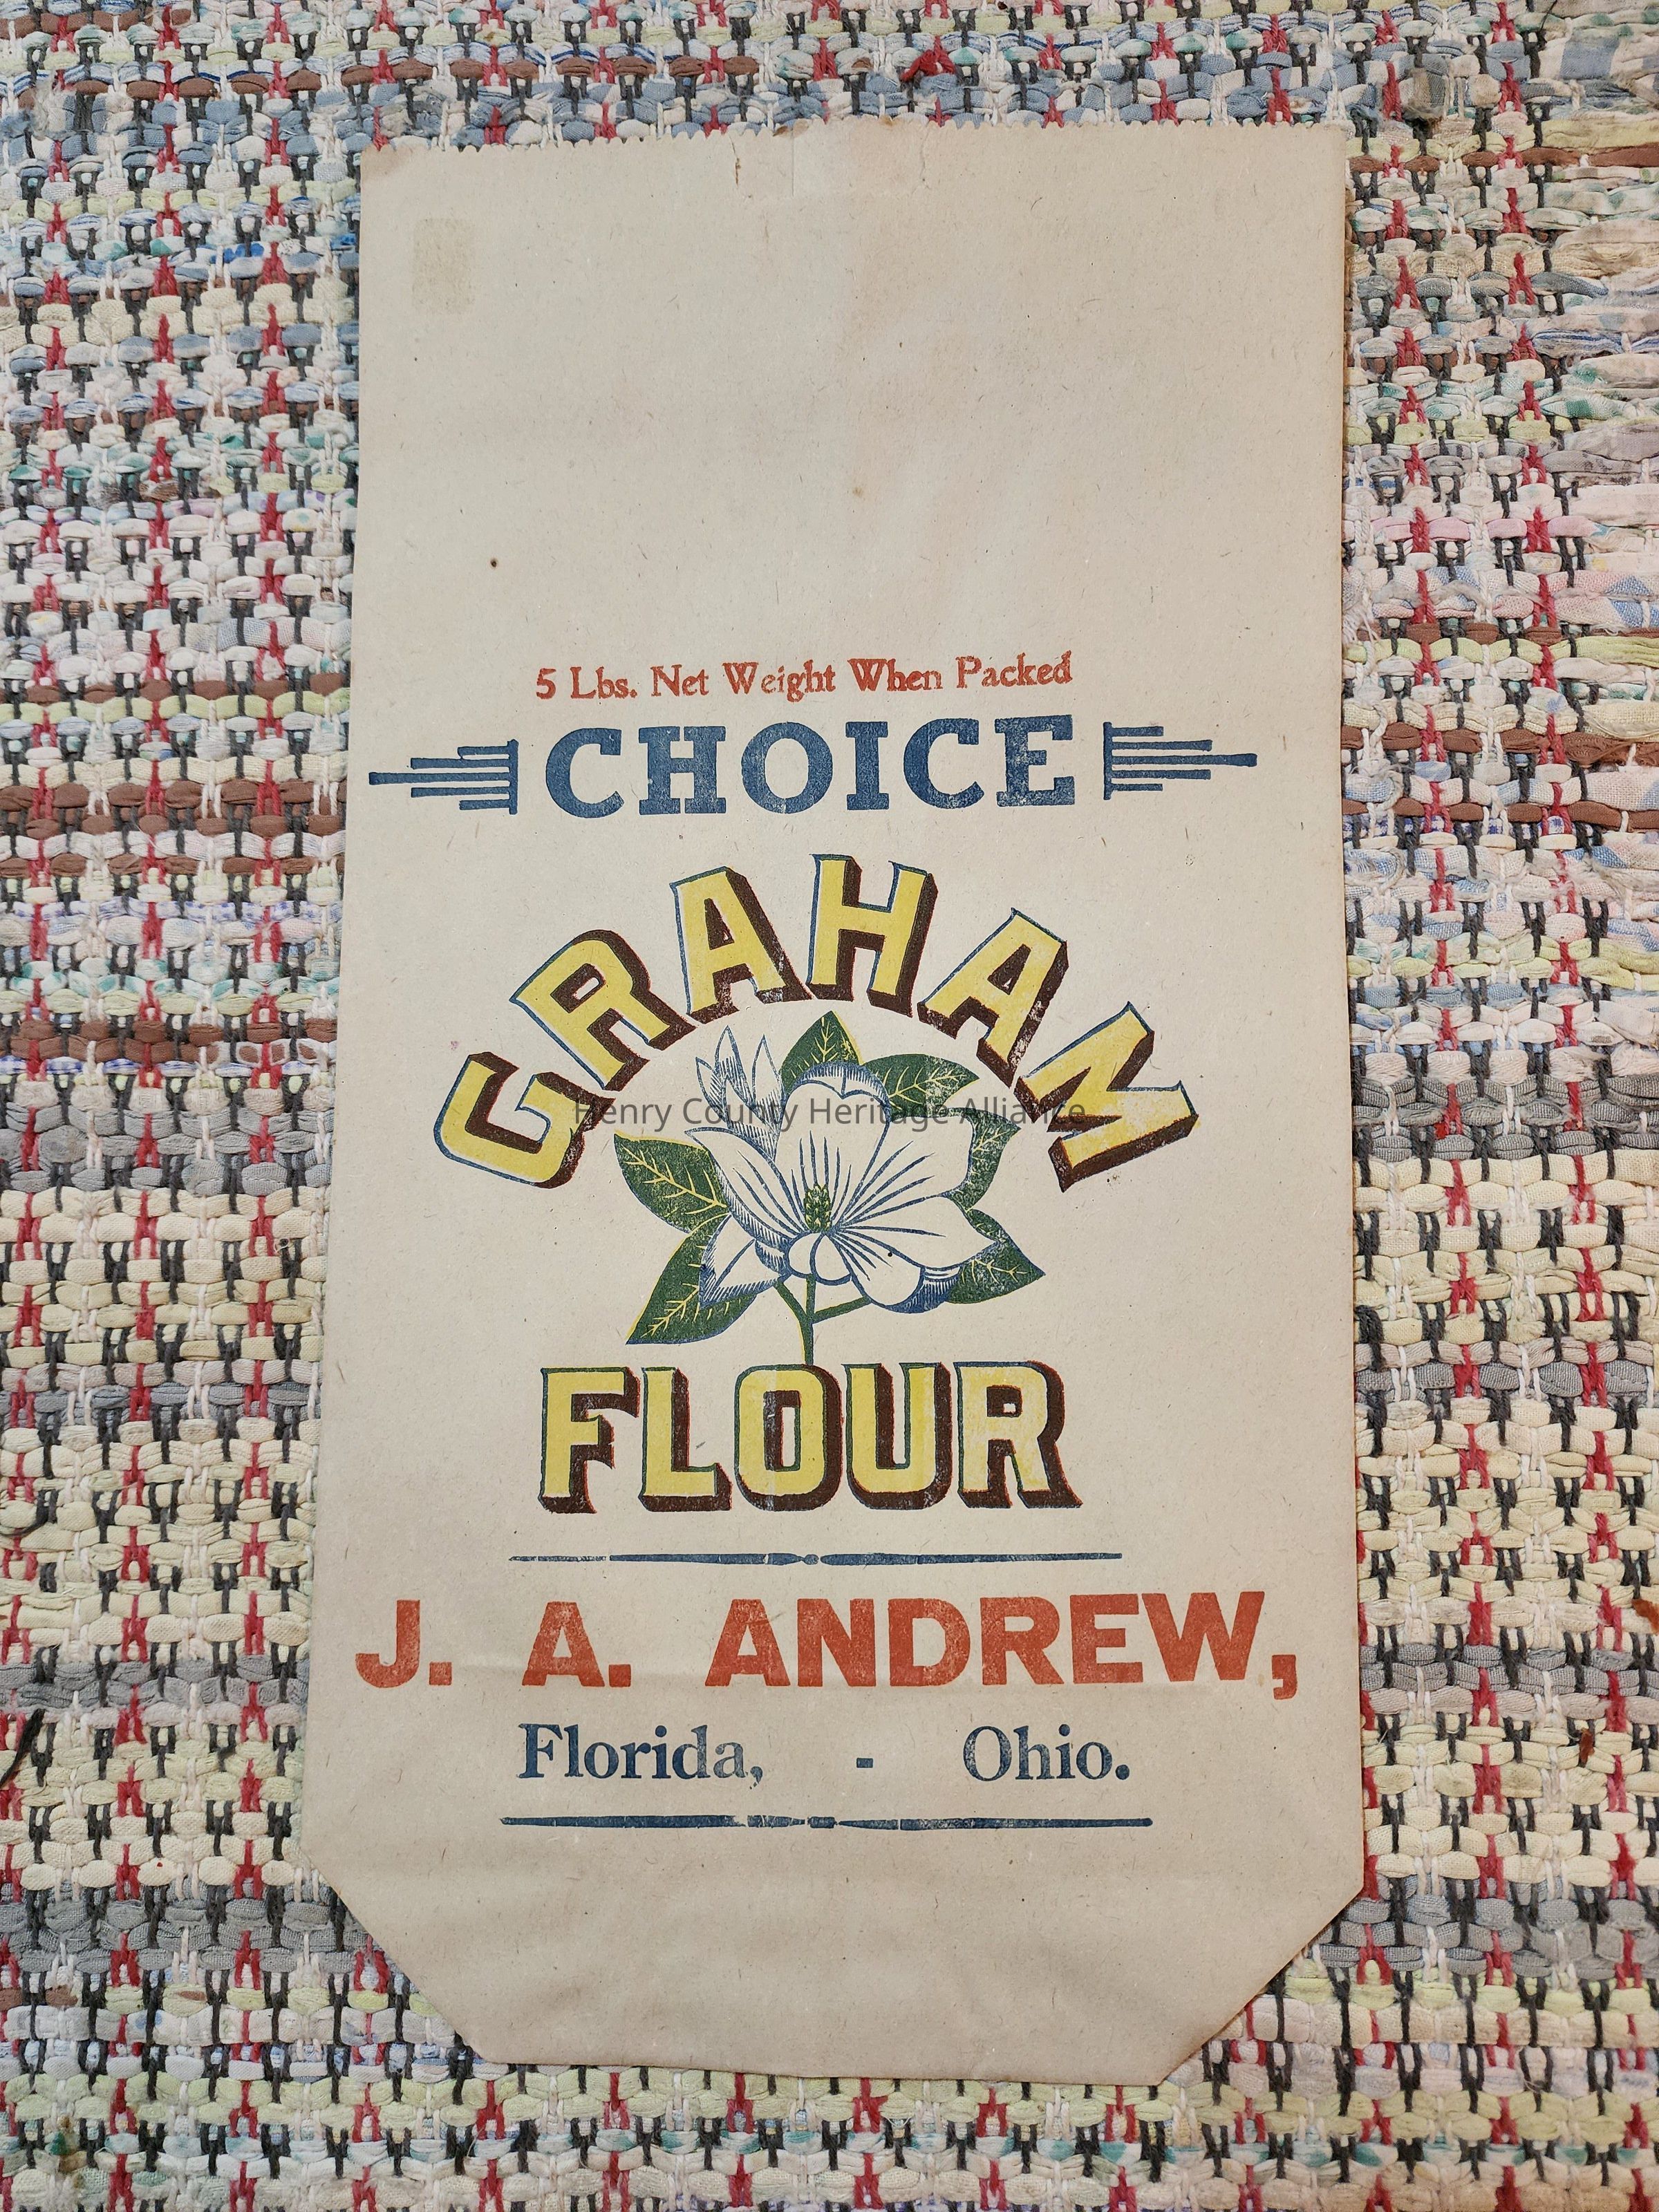 5 Lbs. Net Weight When Packed
CHOICE
GRAHAM
Henry County Heritage Alliance
FLOUR
J. A. ANDREW,
Florida, - Ohio.